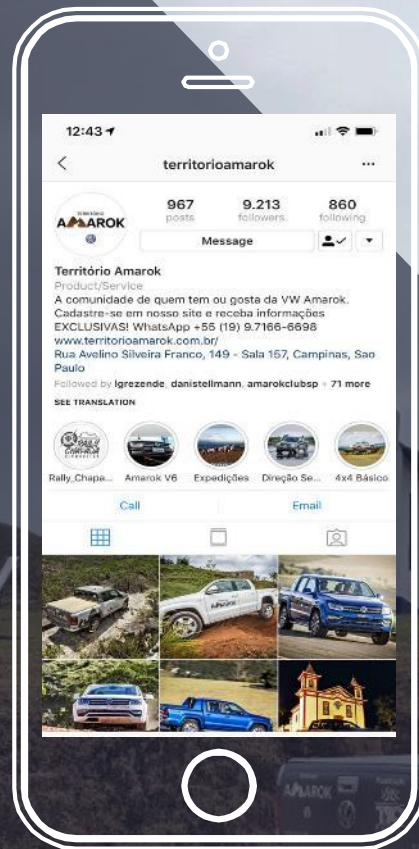 12:43
territorioamarok
967
9.213
860
posts
followers
following
TERRITÓRIO
AMAROK
Message
Território Amarok
Product/Service
A comunidade de quem tem ou gosta da VW Amarok.
Cadastre-se em nosso site e receba informações
EXCLUSIVAS! WhatsApp +55 (19) 9.7166-6698
www.territorioamarok.com.br/
Rua Avelino Silveira Franco, 149 - Sala 157, Campinas, Sao
Paulo
Followed by lgrezende, danistellmann, amarokclubsp + 71 more
SEE TRANSLATION
Rally_Chapa... Amarok V6 Expedições Direção Se... 4x4 Básico
Call Email
AMAROK
AMAROK